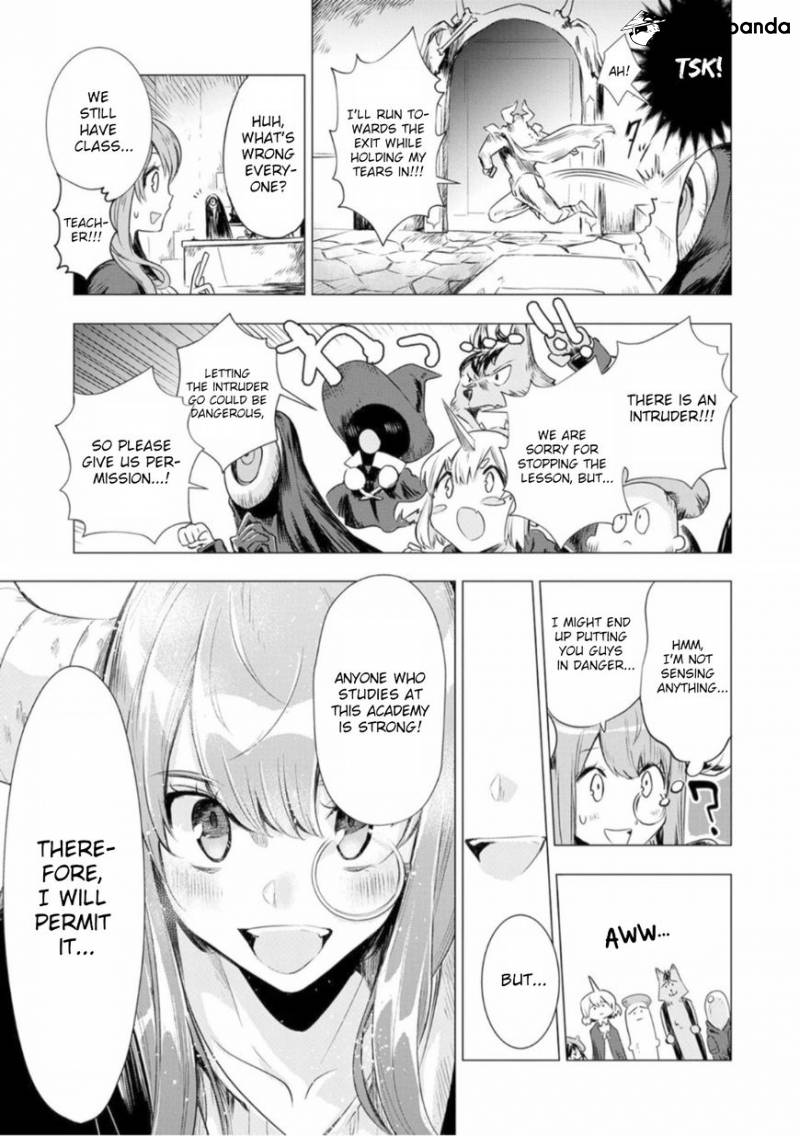 panda
TSK!
AH!
I'LL RUN TO-
WARDS THE
EXIT WHILE
HOLDING MY
TEARS IN!!!
HUH,
WHAT'S
WRONG
EVERY-
ONE?
WE
STILL
HAVE
CLASS...
TEACH-
ER!!!
THERE IS AN
INTRUDER!!!
WE ARE
SORRY FOR
STOPPING THE
LESSON, BUT...
わっ
LETTING
THE INTRUDER
GO COULD BE
DANGEROUS,
SO PLEASE
GIVE US PER-
MISSION...!
HMM,
I'M NOT
SENSING
ANYTHING...
I MIGHT END
UP PUTTING
YOU GUYS
IN DANGER...
?
AWW...
BUT...
ANYONE WHO
STUDIES AT
THIS ACADEMY
IS STRONG!
THERE-
FORE,
I WILL
PERMIT
IT...